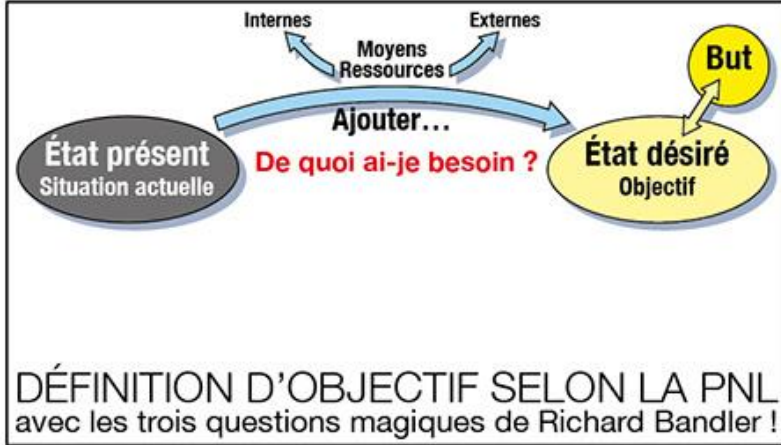 Internes
Externes
Moyens
Ressources
But
Ajouter…
État présent
Situation actuelle
De quoi ai-je besoin ?
État désiré
Objectif
DÉFINITION D'OBJECTIF SELON LA PNL
avec les trois questions magiques de Richard Bandler !